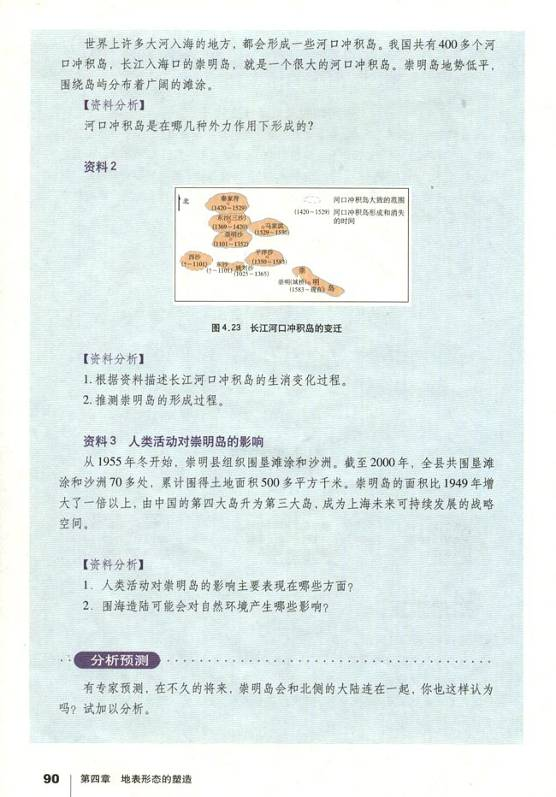 世界上许多大河入海的地方，都会形成一些河口冲积岛。我国共有400多个河
口冲积岛，长江入海口的崇明岛，就是一个很大的河口冲积岛。崇明岛地势低平，
围绕岛屿分布着广阔的滩涂。
【资料分析】
河口冲积岛是在哪几种外力作用下形成的？
资料2
北
秦家符
(1420－1529)
东沙(三沙)
(1369－1420)
崇明沙
(1101－1352)
马家浜
(1529－1596)
平洋沙
(1350－1583)
西沙
(?－1101)
东沙
(?－1101)
姚刘沙
(1025－1365)
崇明岛
崇明(城桥)
(1583－现在)
河口冲积岛大致的范围
(1420－1529) 河口冲积岛形成和消失
的时间
图4.23 长江河口冲积岛的变迁
【资料分析】
1. 根据资料描述长江河口冲积岛的生消变化过程。
2. 推测崇明岛的形成过程。
资料3 人类活动对崇明岛的影响
从1955年冬开始，崇明县组织围垦滩涂和沙洲。截至2000年，全县共围垦滩
涂和沙洲70多处，累计围得土地面积500多平方千米。崇明岛的面积比1949年增
大了一倍以上，由中国的第四大岛升为第三大岛，成为上海未来可持续发展的战略
空间。
【资料分析】
1. 人类活动对崇明岛的影响主要表现在哪些方面？
2. 围海造陆可能会对自然环境产生哪些影响？
分析预测
有专家预测，在不久的将来，崇明岛会和北侧的大陆连在一起，你也这样认为
吗？试加以分析。
90 第四章 地表形态的塑造